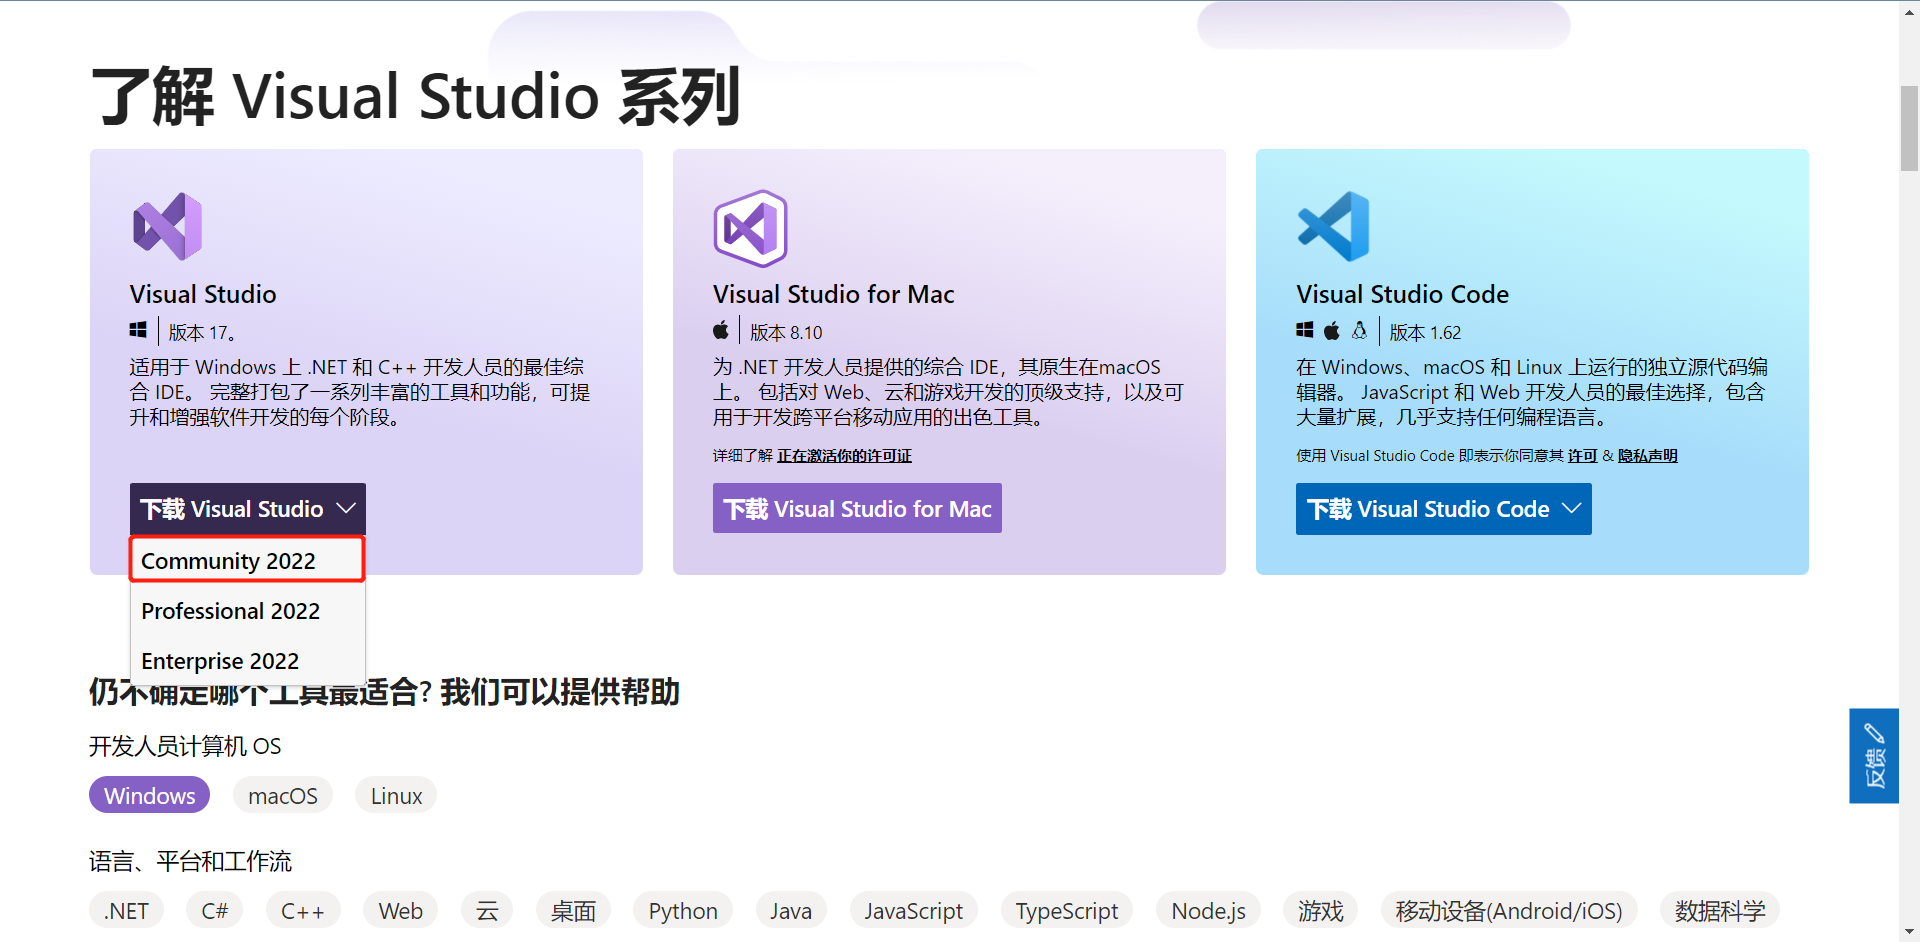 了解 Visual Studio 系列
Visual Studio
版本 17。
适用于 Windows 上 .NET 和 C++ 开发人员的最佳综
合 IDE。 完整打包了一系列丰富的工具和功能，可提
升和增强软件开发的每个阶段。
下载 Visual Studio
Community 2022
Professional 2022
Enterprise 2022
Visual Studio for Mac
版本 8.10
为 .NET 开发人员提供的综合 IDE，其原生在macOS
上。 包括对 Web、云和游戏开发的顶级支持，以及可
用于开发跨平台移动应用的出色工具。
详细了解 正在激活你的许可证
下载 Visual Studio for Mac
Visual Studio Code
版本 1.62
在 Windows、macOS 和 Linux 上运行的独立源代码编
辑器。 JavaScript 和 Web 开发人员的最佳选择，包含
大量扩展，几乎支持任何编程语言。
使用 Visual Studio Code 即表示你同意其 许可 & 隐私声明
下载 Visual Studio Code
仍不确定哪个工具最适合? 我们可以提供帮助
开发人员计算机 OS
Windows macOS Linux
语言、平台和工作流
.NET C# C++ Web 云 桌面 Python Java JavaScript TypeScript Node.js 游戏 移动设备(Android/iOS) 数据科学
反馈